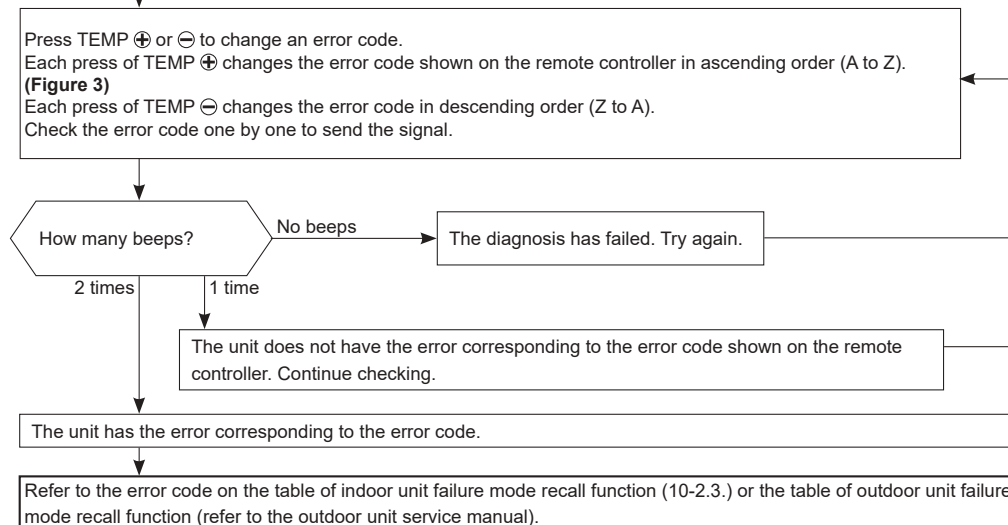 Press TEMP ⊕ or ⊖ to change an error code.
Each press of TEMP ⊕ changes the error code shown on the remote controller in ascending order (A to Z).
(Figure 3)
Each press of TEMP ⊖ changes the error code in descending order (Z to A).
Check the error code one by one to send the signal.
How many beeps?
No beeps
The diagnosis has failed. Try again.
2 times
1 time
The unit does not have the error corresponding to the error code shown on the remote
controller. Continue checking.
The unit has the error corresponding to the error code.
Refer to the error code on the table of indoor unit failure mode recall function (10-2.3.) or the table of outdoor unit failure
mode recall function (refer to the outdoor unit service manual).